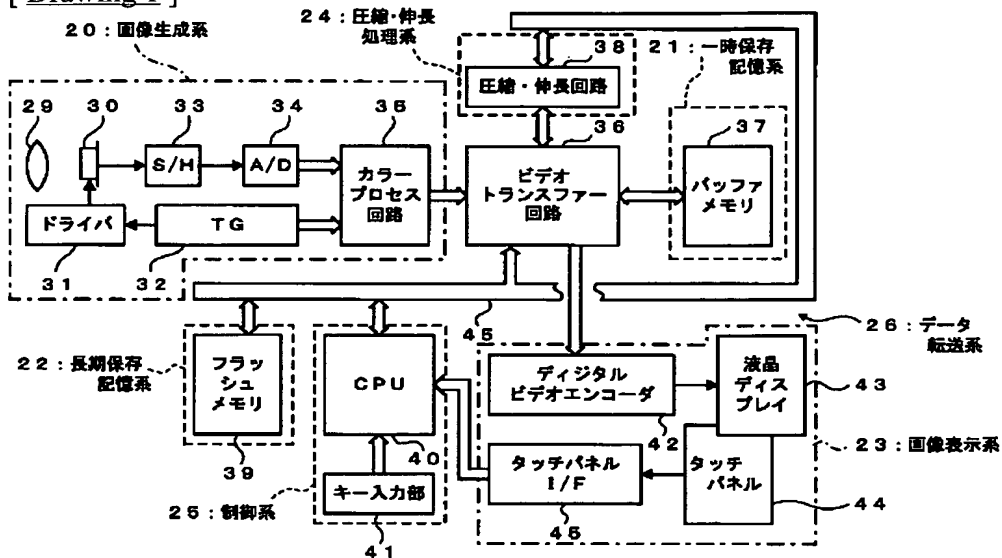 [ Drawing 1 ]
20:画像生成系
24:圧縮・伸長
処理系
38
圧縮・伸長回路
21:一時保存
記憶系
29
30
33
34
35
36
37
S/H
A/D
カラー
プロセス
回路
ビデオ
トランスファー
回路
バッファ
メモリ
ドライバ
TG
31
32
45
26:データ
転送系
22:長期保存
記憶系
フラッ
シュ
メモリ
39
CPU
40
キー入力部
41
25:制御系
ディジタル
ビデオエンコーダ
42
液晶
ディス
プレイ
43
23:画像表示系
タッチパネル
I/F
45
タッチ
パネル
44